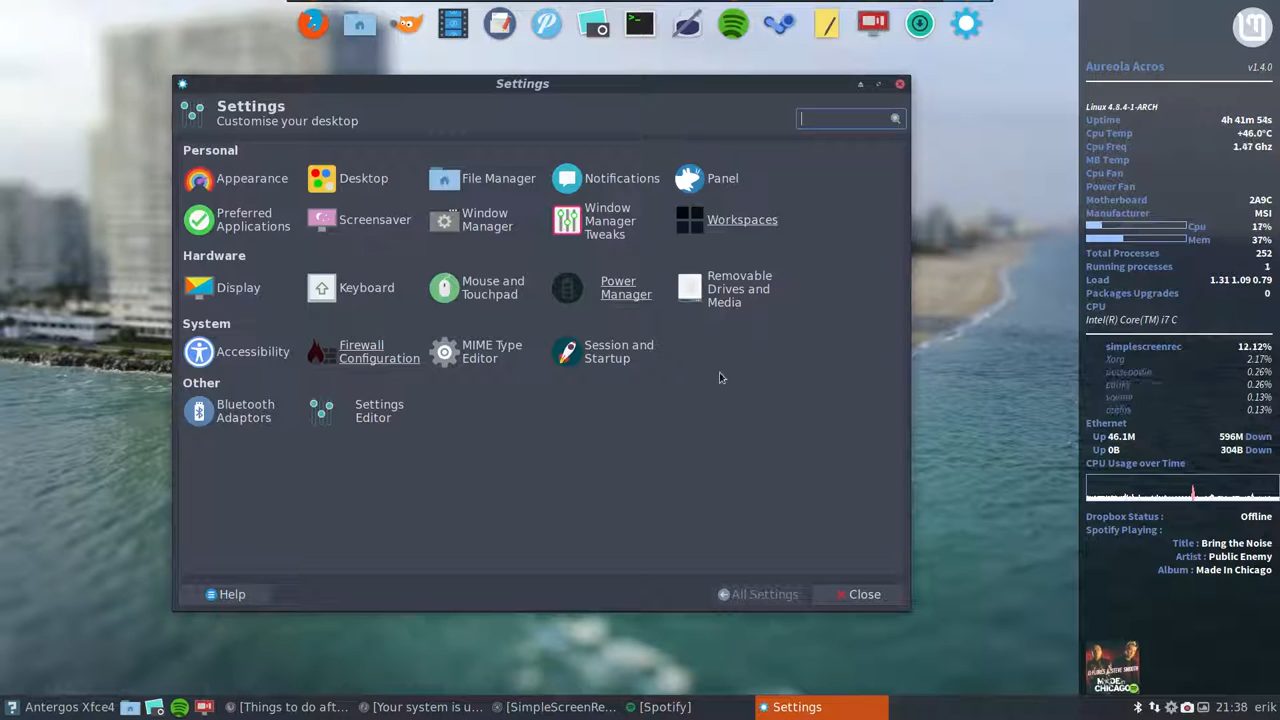 Settings
Settings
Customise your desktop
Personal
Appearance
Desktop
File Manager
Notifications
Panel
Preferred
Applications
Screensaver
Window
Manager
Window
Manager
Tweaks
Workspaces
Hardware
Display
Keyboard
Mouse and
Touchpad
Power
Manager
Removable
Drives and
Media
System
Accessibility
Firewall
Configuration
MIME Type
Editor
Session and
Startup
Other
Bluetooth
Adaptors
Settings
Editor
Help
All Settings
Close
Aureola Acros v1.4.0
Linux 4.8.4-1-ARCH
Uptime 4h 41m 54s
Cpu Temp +46.0°C
Cpu Freq 1.47 Ghz
MB Temp
Cpu Fan
Power Fan
Motherboard 2A9C
Manufacturer MSI
Cpu 17%
Mem 37%
Total Processes 252
Running processes 1
Load 1.31 1.09 0.79
Packages Upgrades 0
CPU
Intel(R) Core(TM) i7 C
simplescreenrec 12.12%
Xorg 2.17%
0.26%
0.26%
0.13%
0.13%
Ethernet
Up 46.1M 596M Down
Up 0B 304B Down
CPU Usage over Time
Dropbox Status : Offline
Spotify Playing :
Title : Bring the Noise
Artist : Public Enemy
Album : Made In Chicago
MADE
CHICAGO
Antergos Xfce4
[Things to do aft...
[Your system is u...
[SimpleScreenRe...
[Spotify]
Settings
21:38 erik